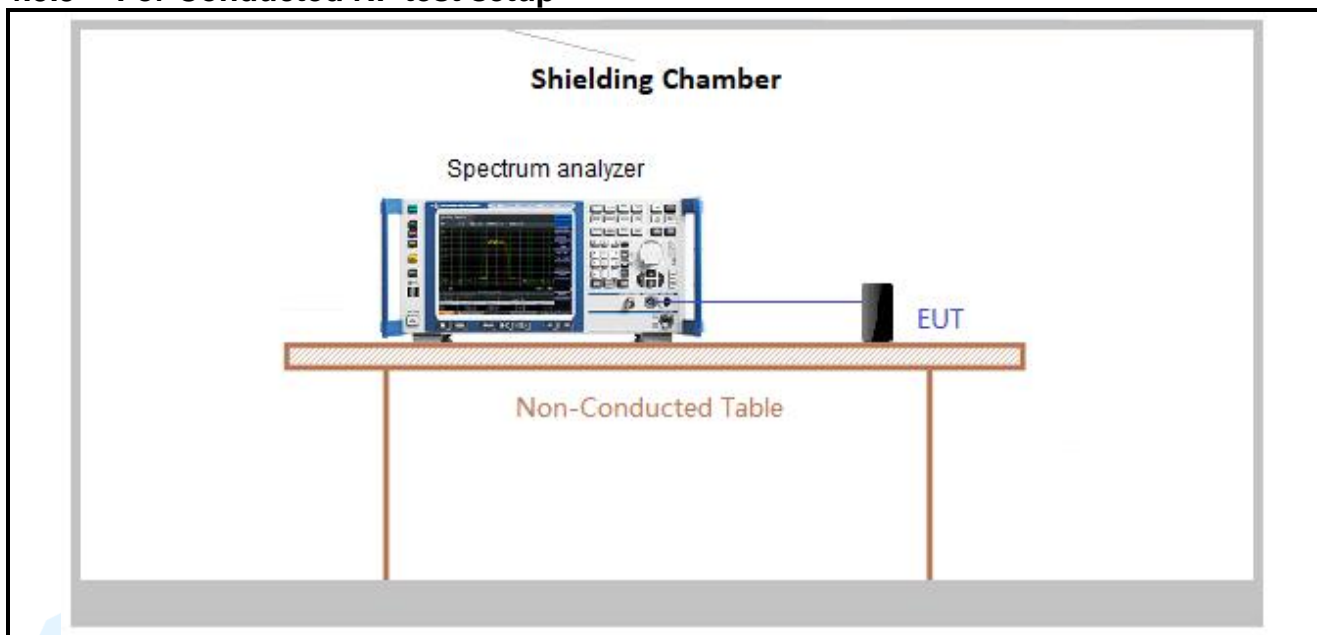 Shielding Chamber
Spectrum analyzer
EUT
Non-Conducted Table